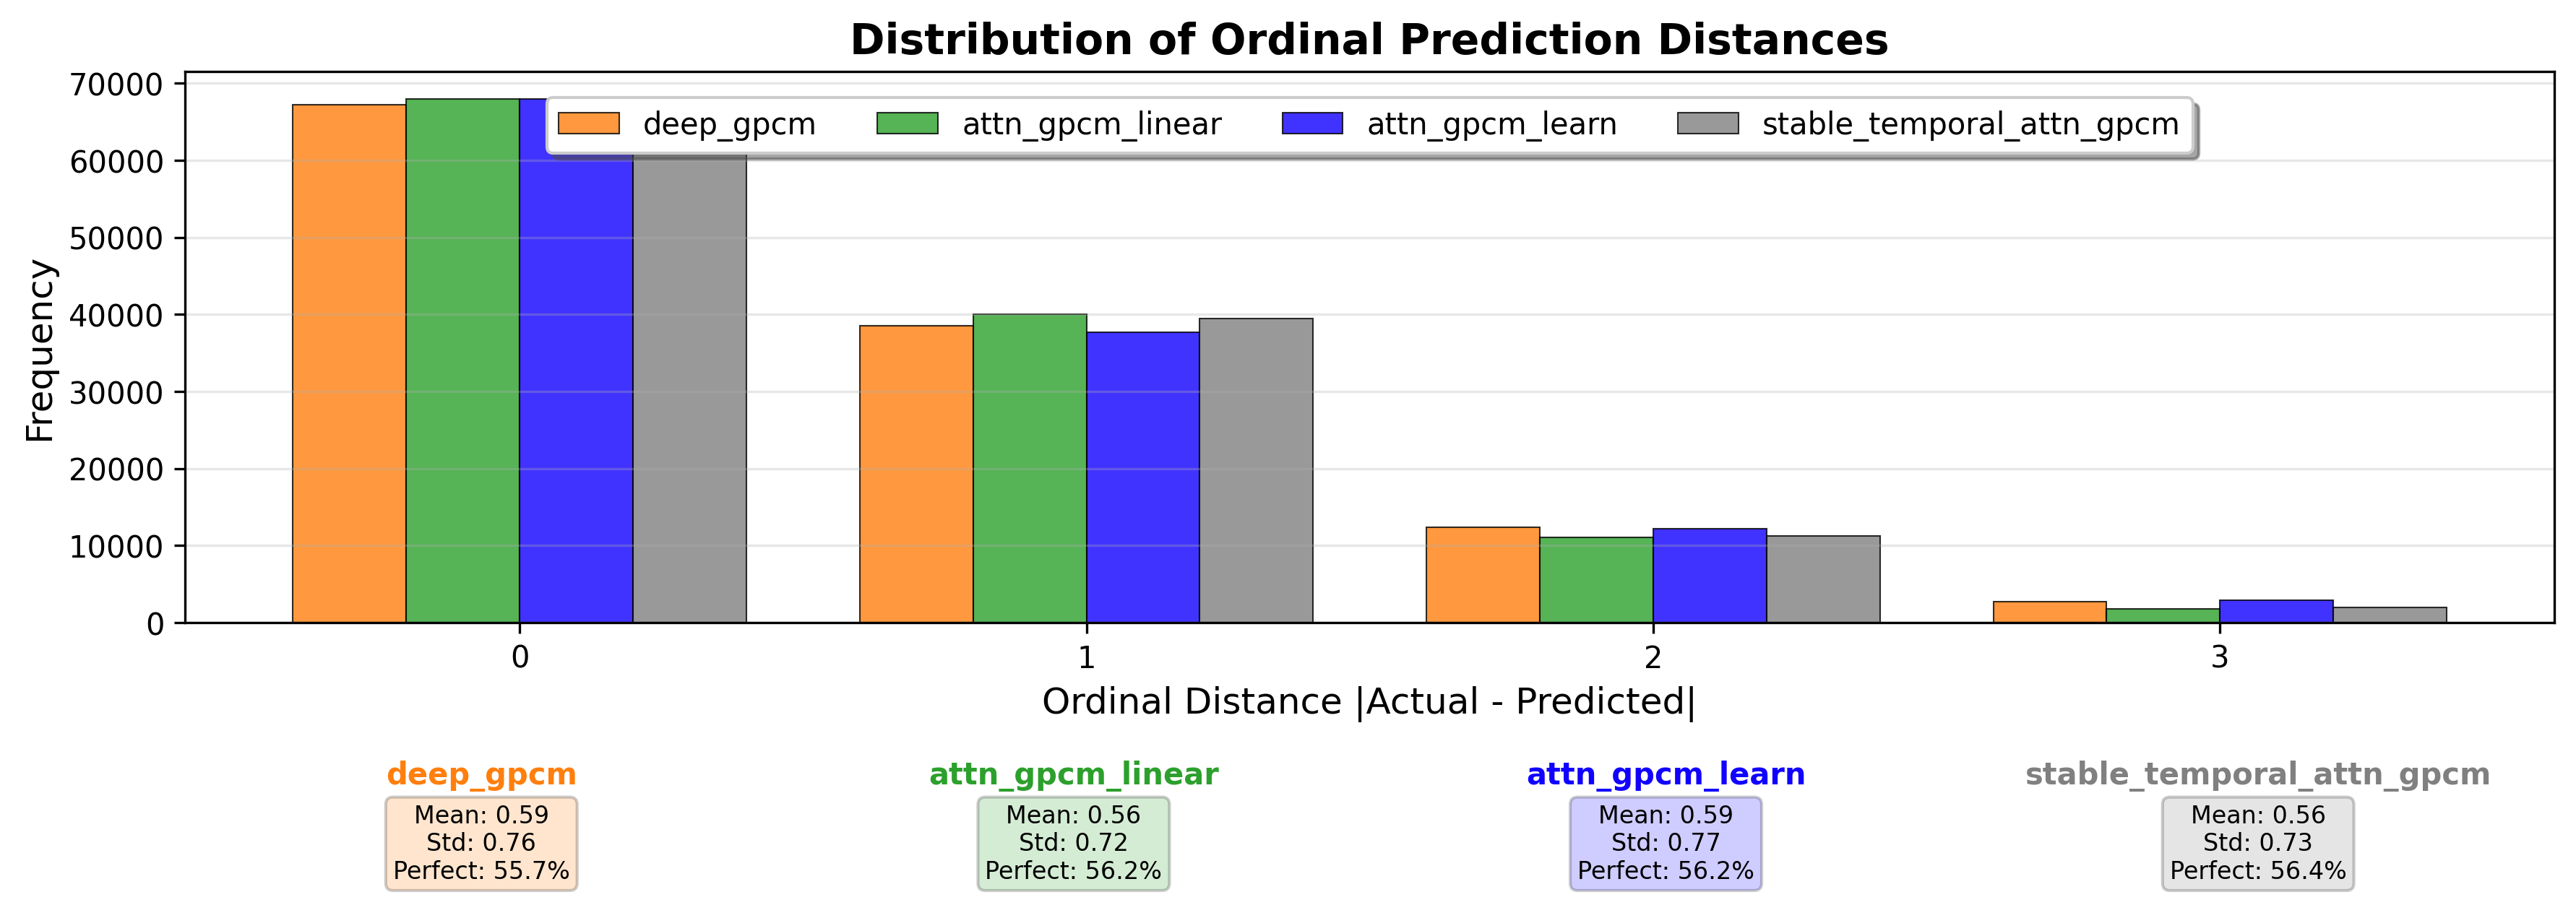 Distribution of Ordinal Prediction Distances
70000
60000
50000
40000
30000
20000
10000
0
Frequency
deep_gpcm attn_gpcm_linear attn_gpcm_learn stable_temporal_attn_gpcm
0 1 2 3
Ordinal Distance |Actual - Predicted|
deep_gpcm
Mean: 0.59
Std: 0.76
Perfect: 55.7%
attn_gpcm_linear
Mean: 0.56
Std: 0.72
Perfect: 56.2%
attn_gpcm_learn
Mean: 0.59
Std: 0.77
Perfect: 56.2%
stable_temporal_attn_gpcm
Mean: 0.56
Std: 0.73
Perfect: 56.4%